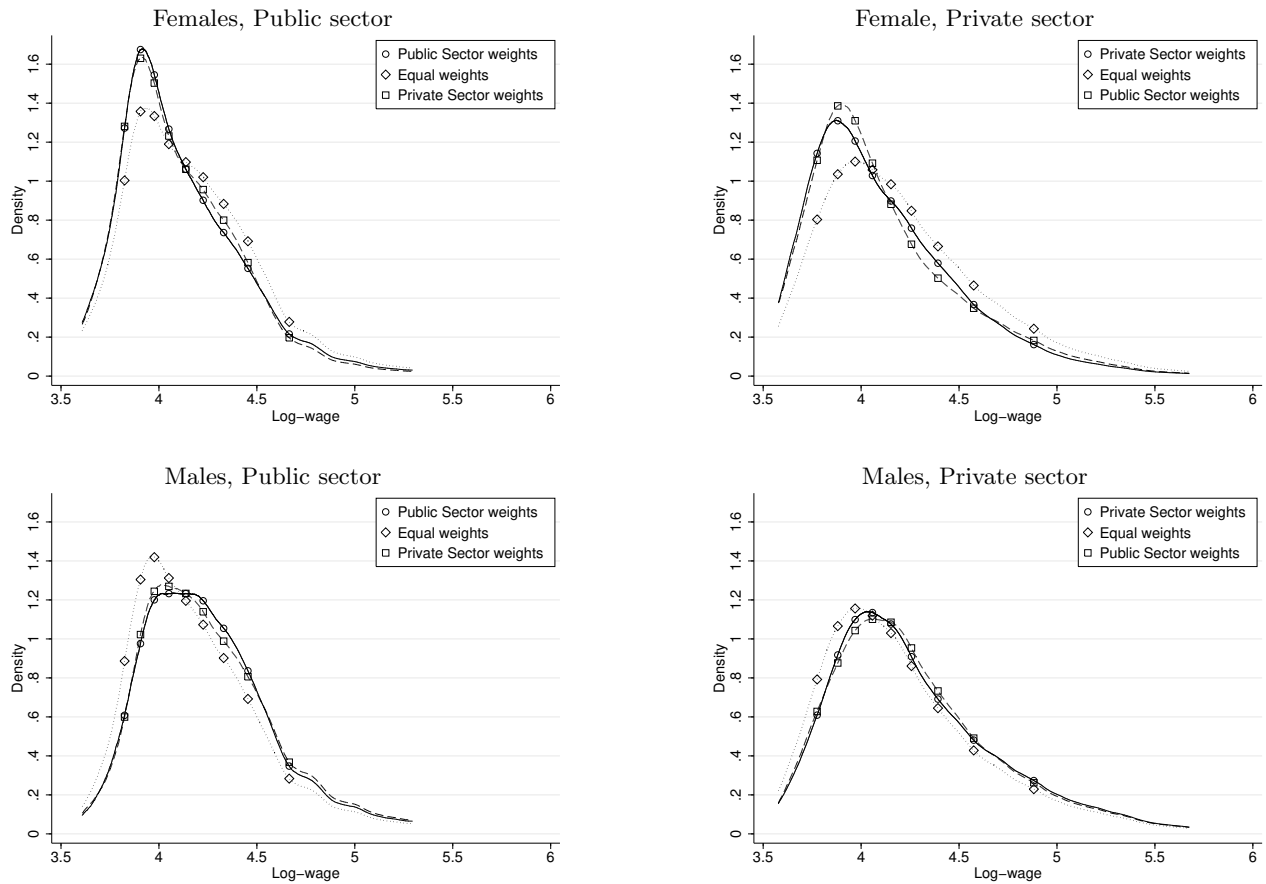 Females, Public sector
Public Sector weights
Equal weights
Private Sector weights
Density
0 .2 .4 .6 .8 1 1.2 1.4 1.6
3.5 4 4.5 5 5.5 6
Log−wage
Female, Private sector
Private Sector weights
Equal weights
Public Sector weights
Density
0 .2 .4 .6 .8 1 1.2 1.4 1.6
3.5 4 4.5 5 5.5 6
Log−wage
Males, Public sector
Public Sector weights
Equal weights
Private Sector weights
Density
0 .2 .4 .6 .8 1 1.2 1.4 1.6
3.5 4 4.5 5 5.5 6
Log−wage
Males, Private sector
Private Sector weights
Equal weights
Public Sector weights
Density
0 .2 .4 .6 .8 1 1.2 1.4 1.6
3.5 4 4.5 5 5.5 6
Log−wage